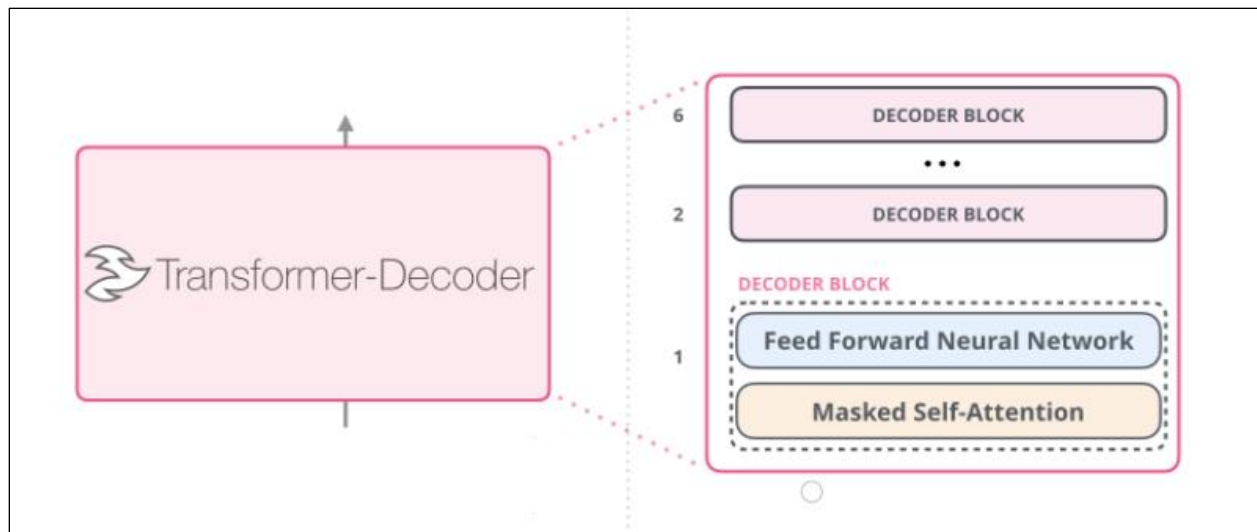 Transformer-Decoder
6
DECODER BLOCK
...
2
DECODER BLOCK
DECODER BLOCK
1
Feed Forward Neural Network
Masked Self-Attention